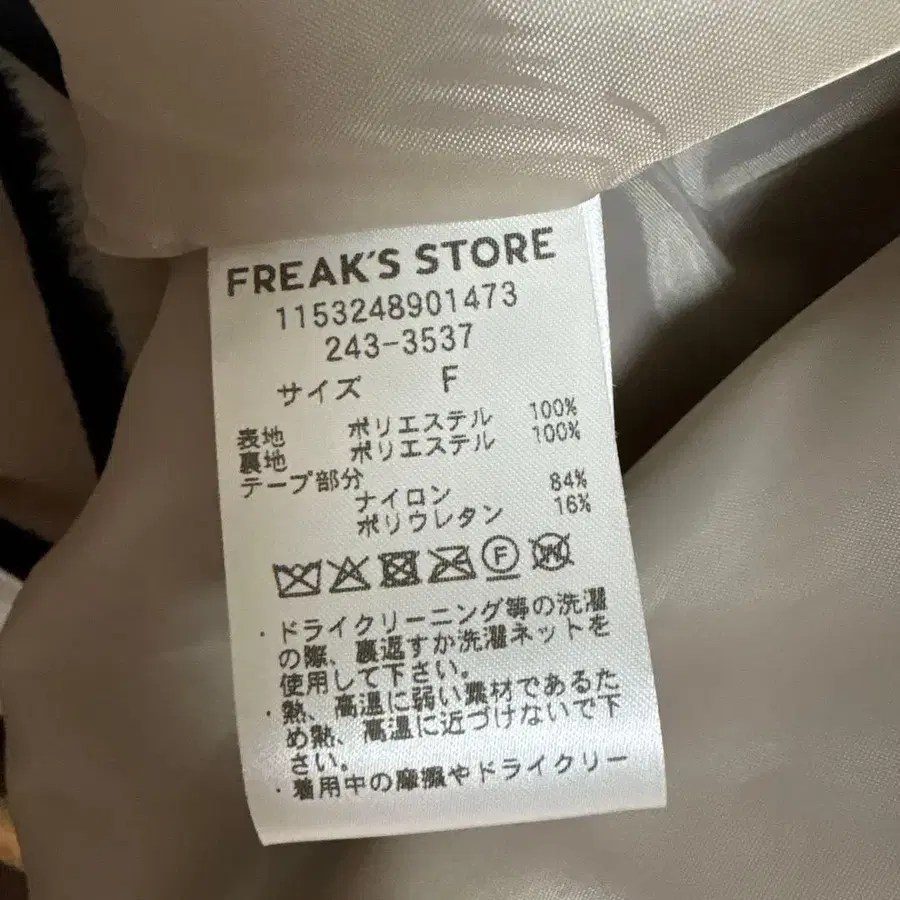 FREAK'S STORE
1153248901473
243-3537
サイズ F
表地 ポリエステル 100%
裏地 ポリエステル 100%
テープ部分
ナイロン 84%
ポリウレタン 16%
F
W
・ドライクリーニング等の洗濯
の際、裏返すか洗濯ネットを
使用して下さい。
・熱、高温に弱い素材であるた
め熱、高温に近づけないで下
さい。
・着用中の摩擦やドライクリー